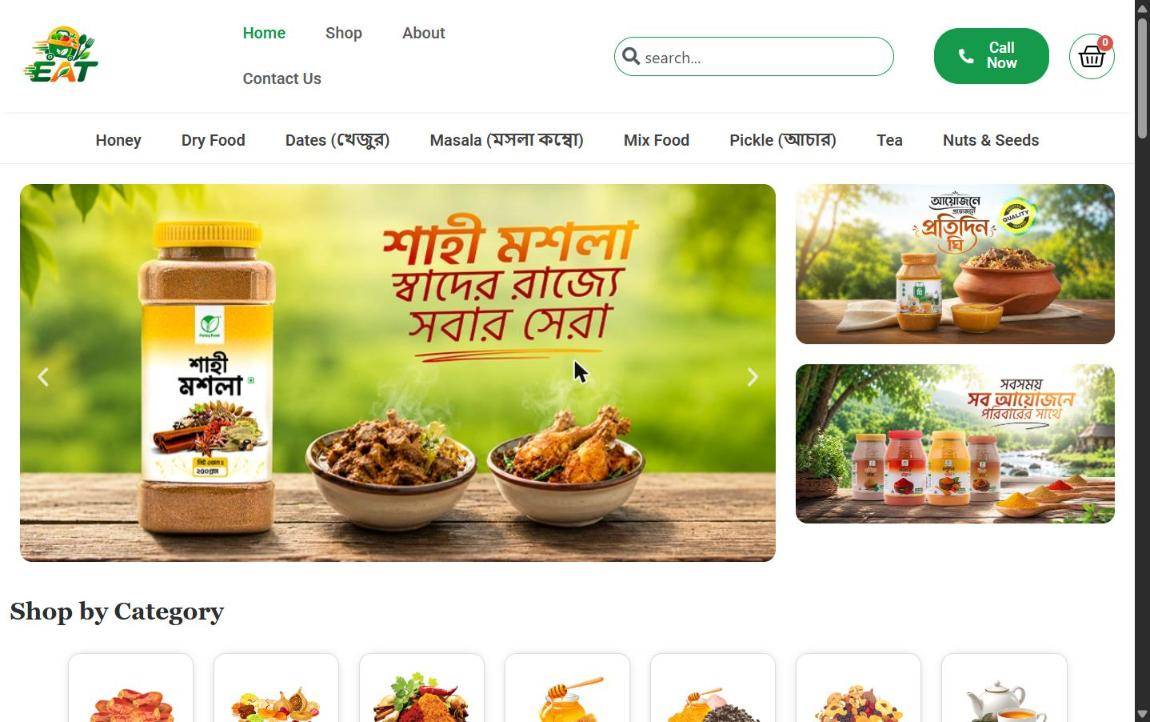 EAT
Home
Shop
About
Contact Us
search...
Call
Now
0
Honey
Dry Food
Dates (খেজুর)
Masala (মসলা কম্বো)
Mix Food
Pickle (আচার)
Tea
Nuts & Seeds
শাহী মশলা
স্বাদের রাজ্যে
সবার সেরা
শাহী
মশলা
২০০গ্রাম
আয়োজনে
প্রতিদিন
ঘি
QUALITY
সবসময়
সব আয়োজনে
পরিবারের সাথে
Shop by Category